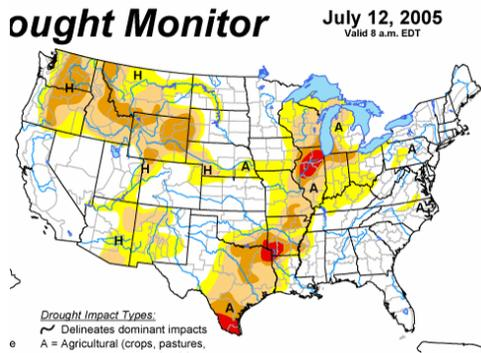 ought Monitor
July 12, 2005
Valid 8 a.m. EDT
H
H
A
H
H
A
A
A
A
H
A
Drought Impact Types:
Delineates dominant impacts
A = Agricultural (crops, pastures,
e